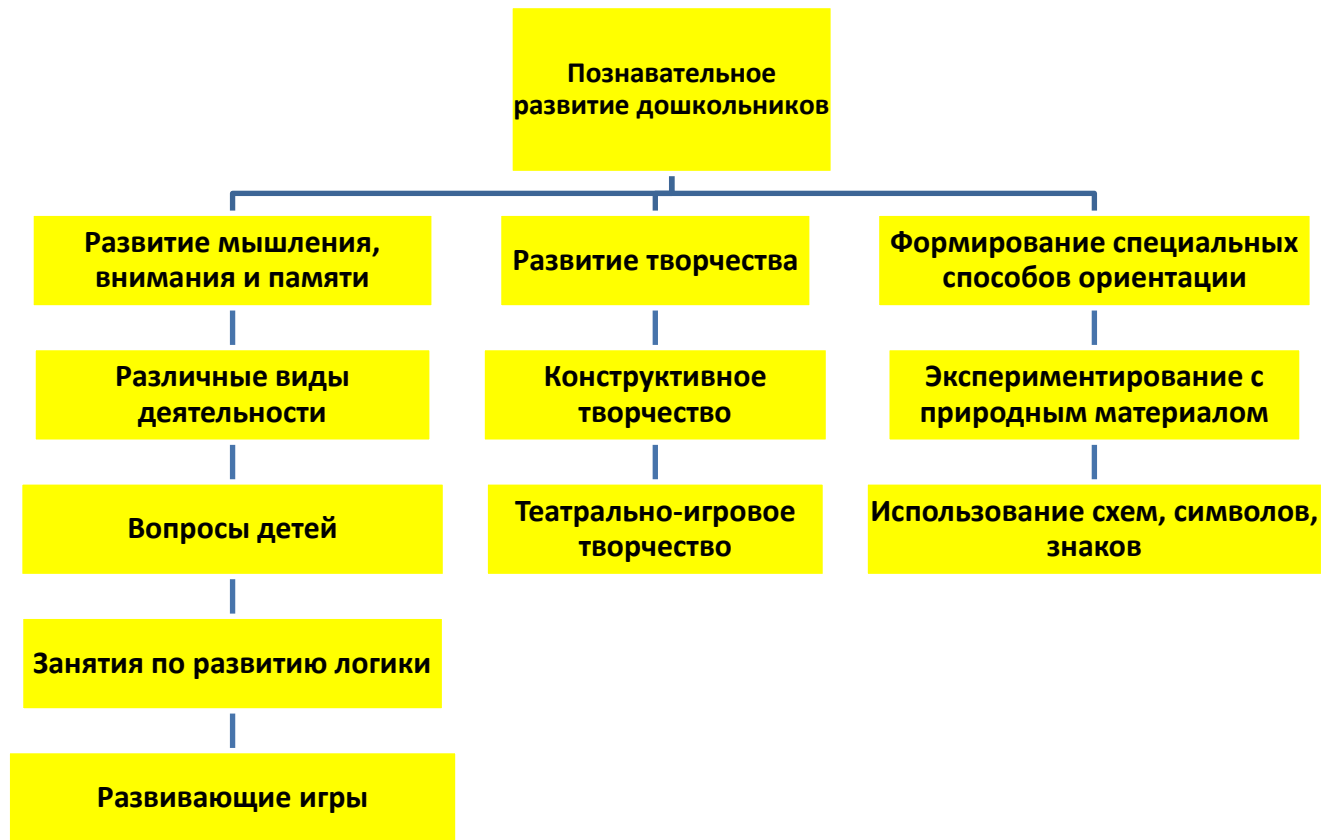 Познавательное
развитие дошкольников
Развитие мышления,
внимания и памяти
Развитие творчества
Формирование специальных
способов ориентации
Различные виды
деятельности
Конструктивное
творчество
Экспериментирование с
природным материалом
Вопросы детей
Театрально-игровое
творчество
Использование схем, символов,
знаков
Занятия по развитию логики
Развивающие игры